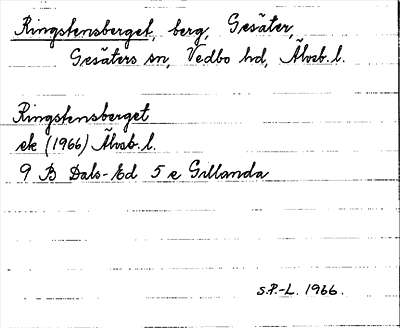 Ringstensberget, berg, Gesäter,
Gesäters sn, Vedbo hd, Älvsb. l.
Ringstensberget
ek (1966) Älvsb. l.
9 B Dals-Ed 5 e Gillanda
S.P.-L. 1966.